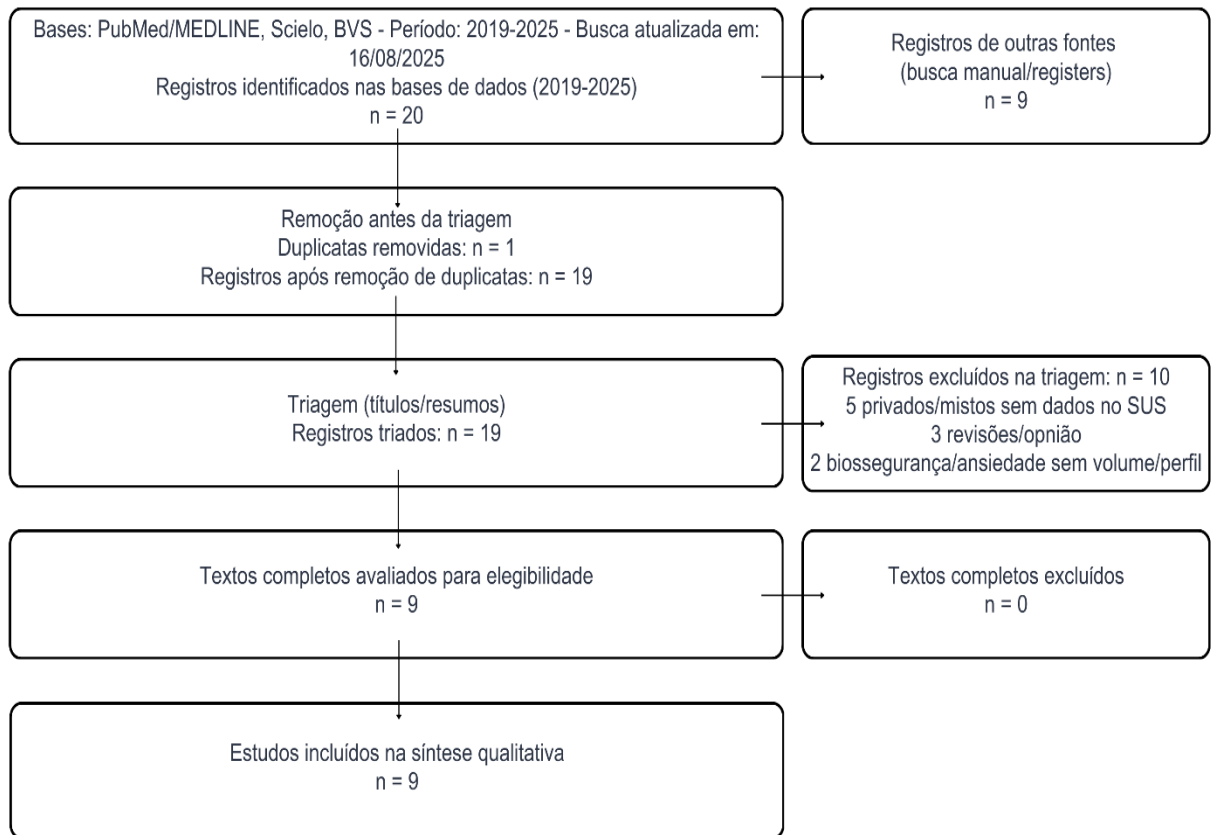 Bases: PubMed/MEDLINE, Scielo, BVS - Período: 2019-2025 - Busca atualizada em:
16/08/2025
Registros identificados nas bases de dados (2019-2025)
n = 20
Registros de outras fontes
(busca manual/registers)
n = 9
Remoção antes da triagem
Duplicatas removidas: n = 1
Registros após remoção de duplicatas: n = 19
Triagem (títulos/resumos)
Registros triados: n = 19
Registros excluídos na triagem: n = 10
5 privados/mistos sem dados no SUS
3 revisões/opnião
2 biossegurança/ansiedade sem volume/perfil
Textos completos avaliados para elegibilidade
n = 9
Textos completos excluídos
n = 0
Estudos incluídos na síntese qualitativa
n = 9